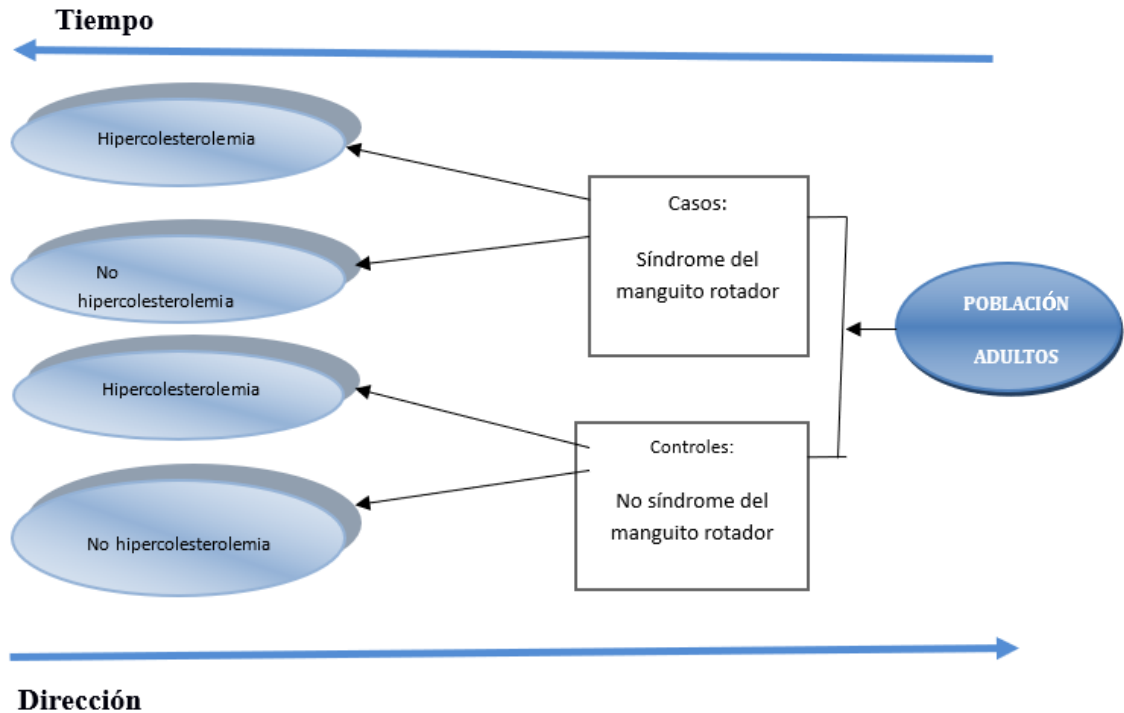 Tiempo
Hipercolesterolemia
No
hipercolesterolemia
Hipercolesterolemia
No hipercolesterolemia
Casos:
Síndrome del
manguito rotador
Controles:
No síndrome del
manguito rotador
POBLACIÓN
ADULTOS
Dirección